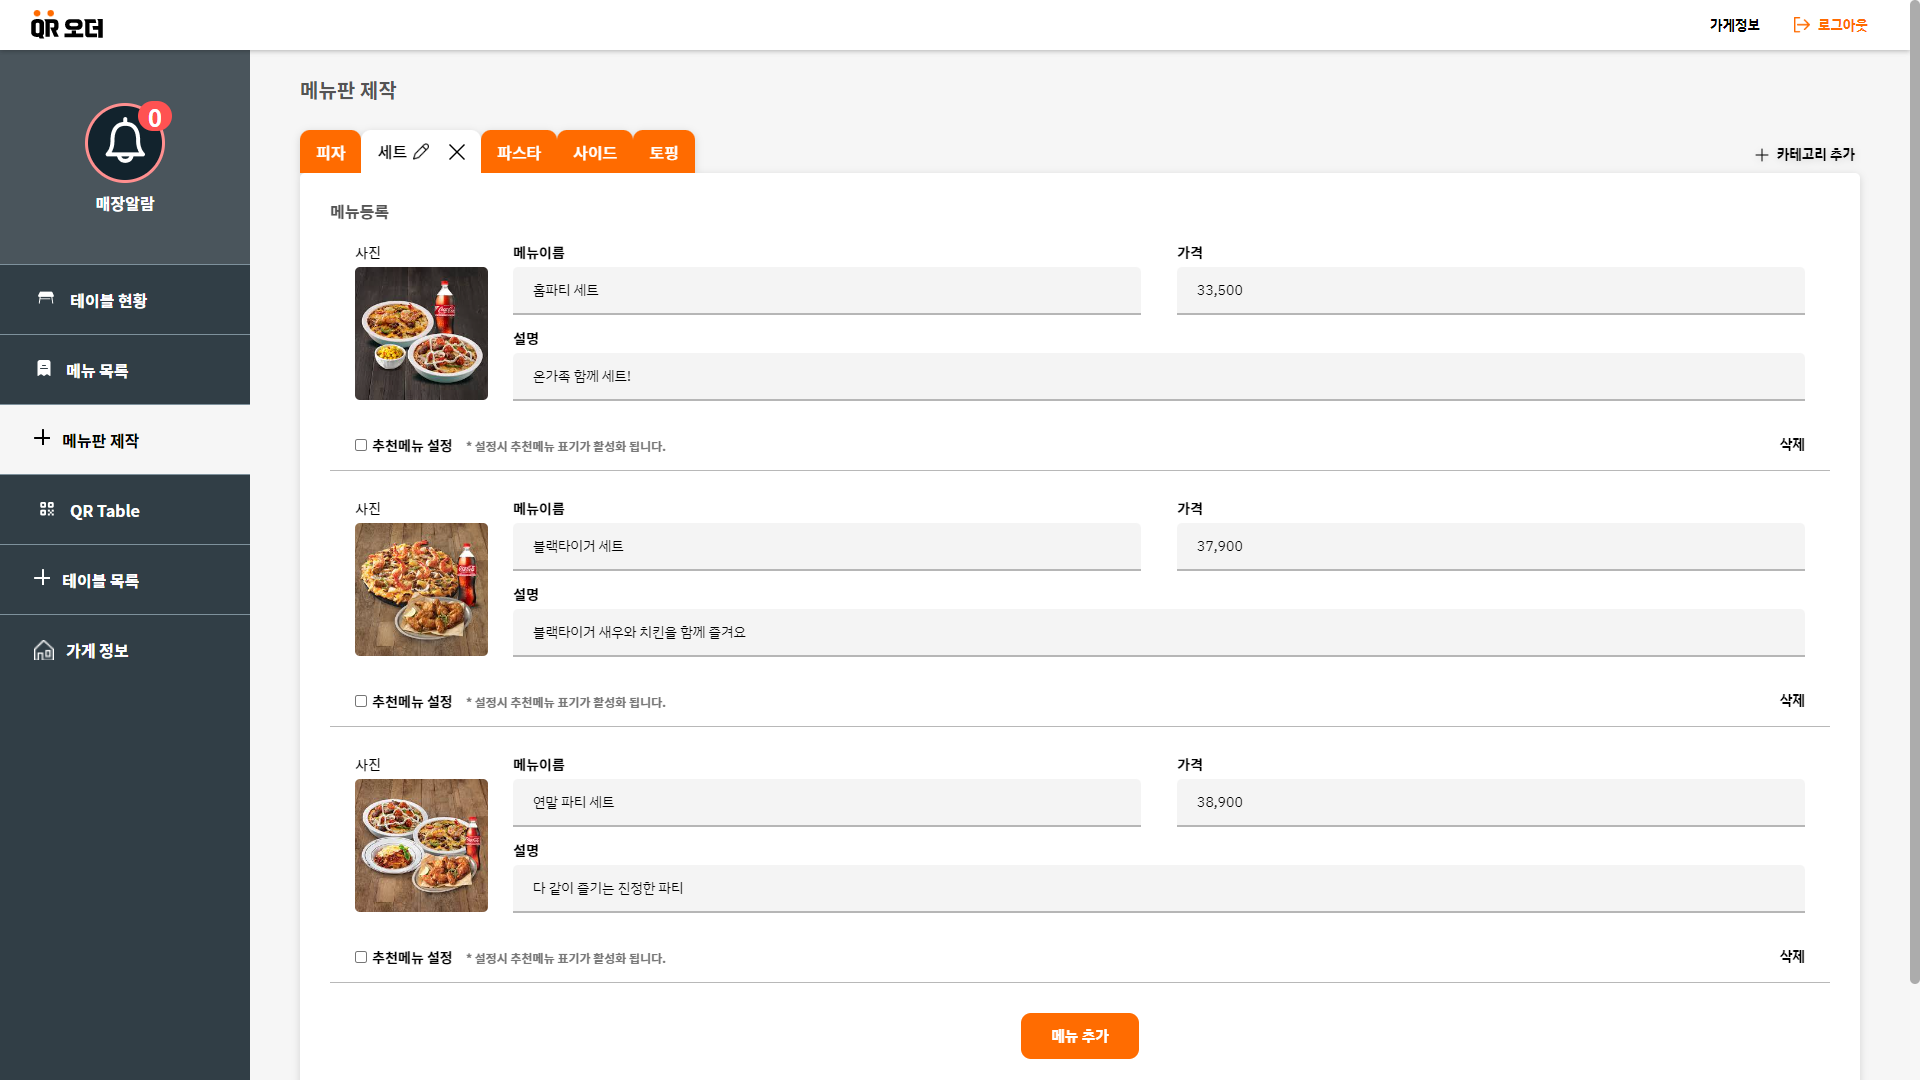 QR 오더
가게정보
로그아웃
0
매장알람
테이블 현황
메뉴 목록
메뉴판 제작
QR Table
테이블 목록
가게 정보
메뉴판 제작
피자
세트
파스타
사이드
토핑
카테고리 추가
메뉴등록
사진
메뉴이름
가격
홈파티 세트
33,500
설명
온가족 함께 세트!
추천메뉴 설정
* 설정시 추천메뉴 표기가 활성화 됩니다.
삭제
사진
메뉴이름
가격
블랙타이거 세트
37,900
설명
블랙타이거 새우와 치킨을 함께 즐겨요
추천메뉴 설정
* 설정시 추천메뉴 표기가 활성화 됩니다.
삭제
사진
메뉴이름
가격
연말 파티 세트
38,900
설명
다 같이 즐기는 진정한 파티
추천메뉴 설정
* 설정시 추천메뉴 표기가 활성화 됩니다.
삭제
메뉴 추가